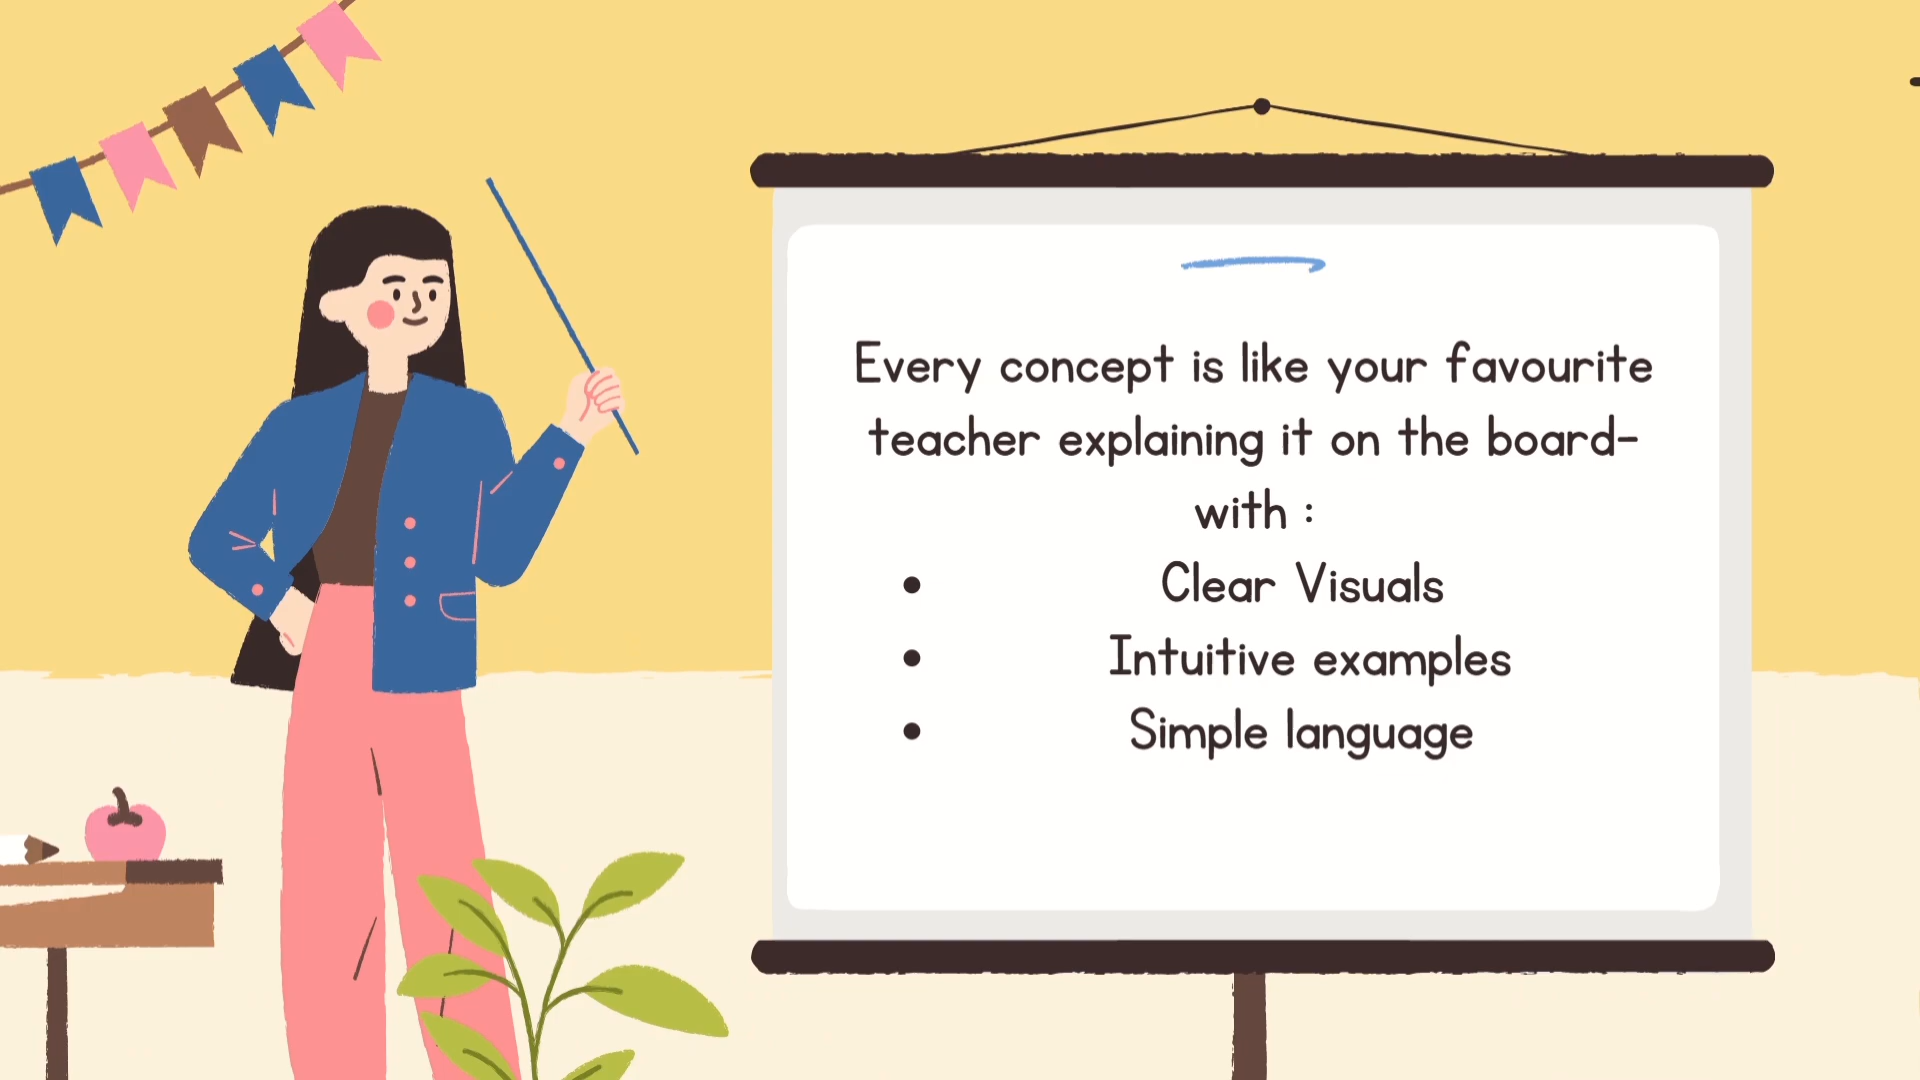 Every concept is like your favourite
teacher explaining it on the board-
with :
• Clear Visuals
• Intuitive examples
• Simple language